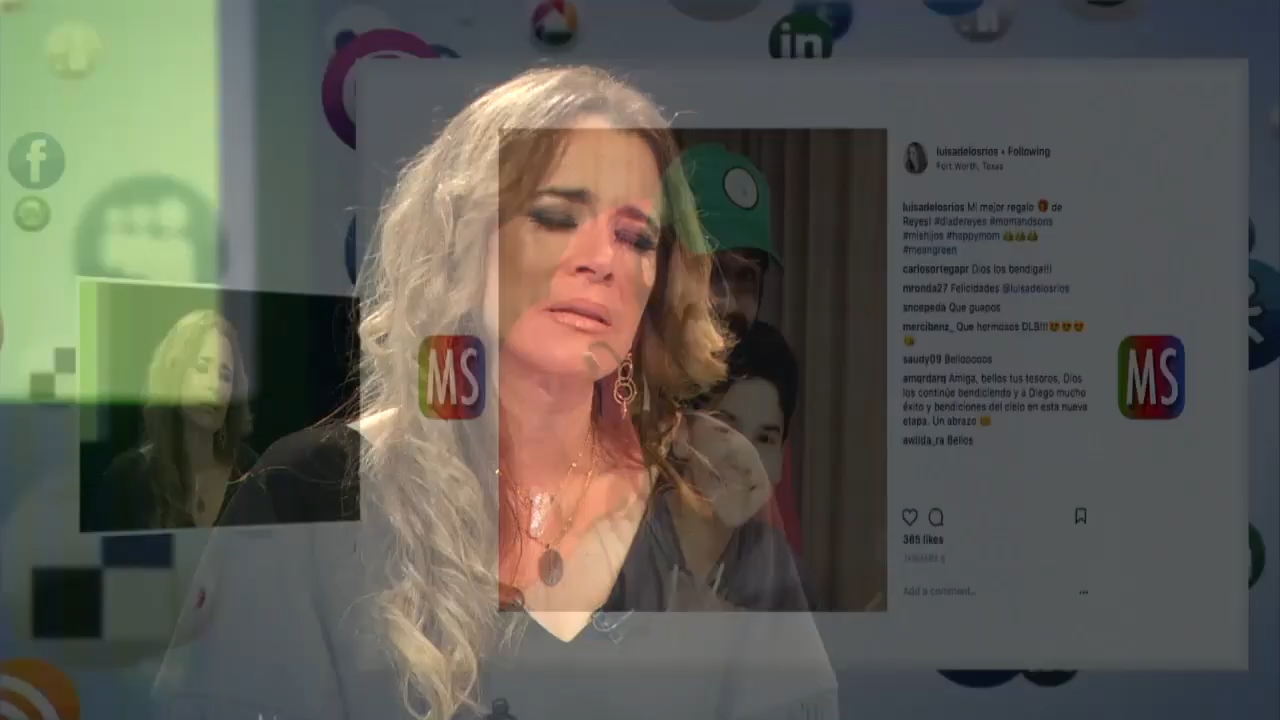 in
f
luisadelosrios • Following
Fort Worth, Texas
luisadelosrios Mi mejor regalo 🎁 de
Reyes! #diadereyes #momandsons
#mishijos #happymom
#meangreen
carlosortegapr Dios los bendiga!!!
mronda27 Felicidades @luisadelosrios
snoepeda Que guapos
mercibenz_ Que hermosos DLB!!!😍😍😍
saudy09 Bellooooos
amordarq Amiga, bellos tus tesoros, Dios
los continúe bendiciendo y a Diego mucho
éxito y bendiciones del cielo en esta nueva
etapa. Un abrazo
awilda_ra Bellos
MS
MS
385 likes
Add a comment...